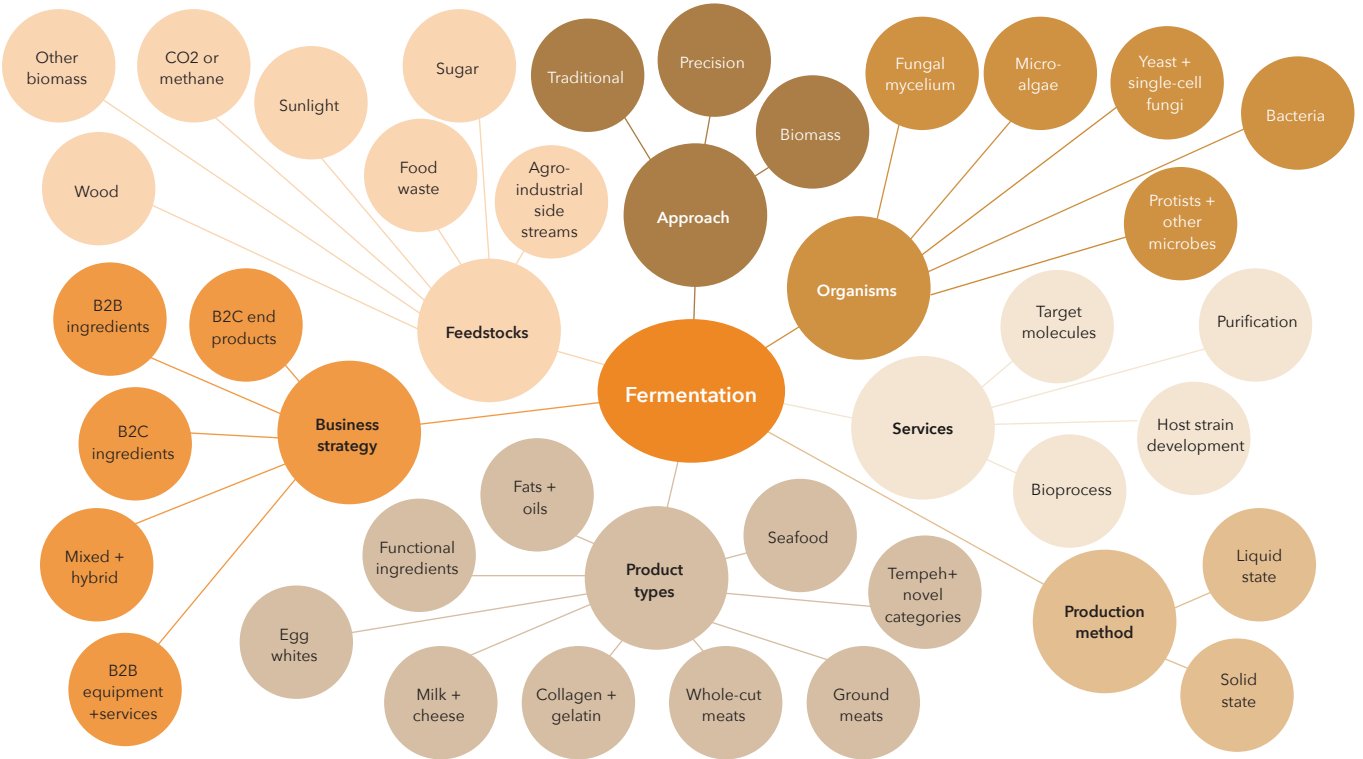 Other
biomass
CO2 or
methane
Sunlight
Sugar
Wood
Food
waste
Agro-
industrial
side
streams
Feedstocks
Traditional
Precision
Biomass
Approach
Fungal
mycelium
Micro-
algae
Yeast +
single-cell
fungi
Bacteria
Protists +
other
microbes
Organisms
B2B
ingredients
B2C end
products
B2C
ingredients
Mixed +
hybrid
B2B
equipment
+services
Business
strategy
Fermentation
Target
molecules
Purification
Host strain
development
Bioprocess
Services
Fats +
oils
Functional
ingredients
Egg
whites
Milk +
cheese
Collagen +
gelatin
Whole-cut
meats
Ground
meats
Tempeh+
novel
categories
Seafood
Product
types
Production
method
Liquid
state
Solid
state